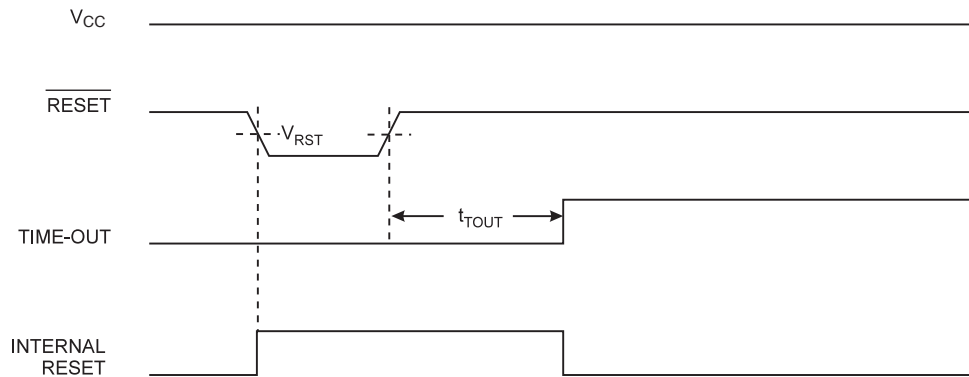 VCC
RESET
VRST
tTOUT
TIME-OUT
INTERNAL
RESET